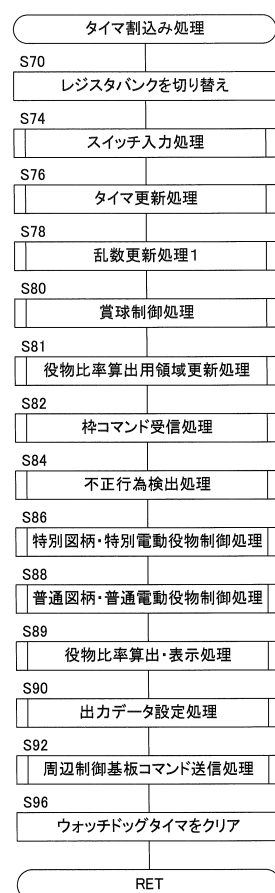 タイマ割込み処理
S70
レジスタバンクを切り替え
S74
スイッチ入力処理
S76
タイマ更新処理
S78
乱数更新処理1
S80
賞球制御処理
S81
役物比率算出用領域更新処理
S82
枠コマンド受信処理
S84
不正行為検出処理
S86
特別図柄・特別電動役物制御処理
S88
普通図柄・普通電動役物制御処理
S89
役物比率算出・表示処理
S90
出力データ設定処理
S92
周辺制御基板コマンド送信処理
S96
ウォッチドッグタイマをクリア
RET